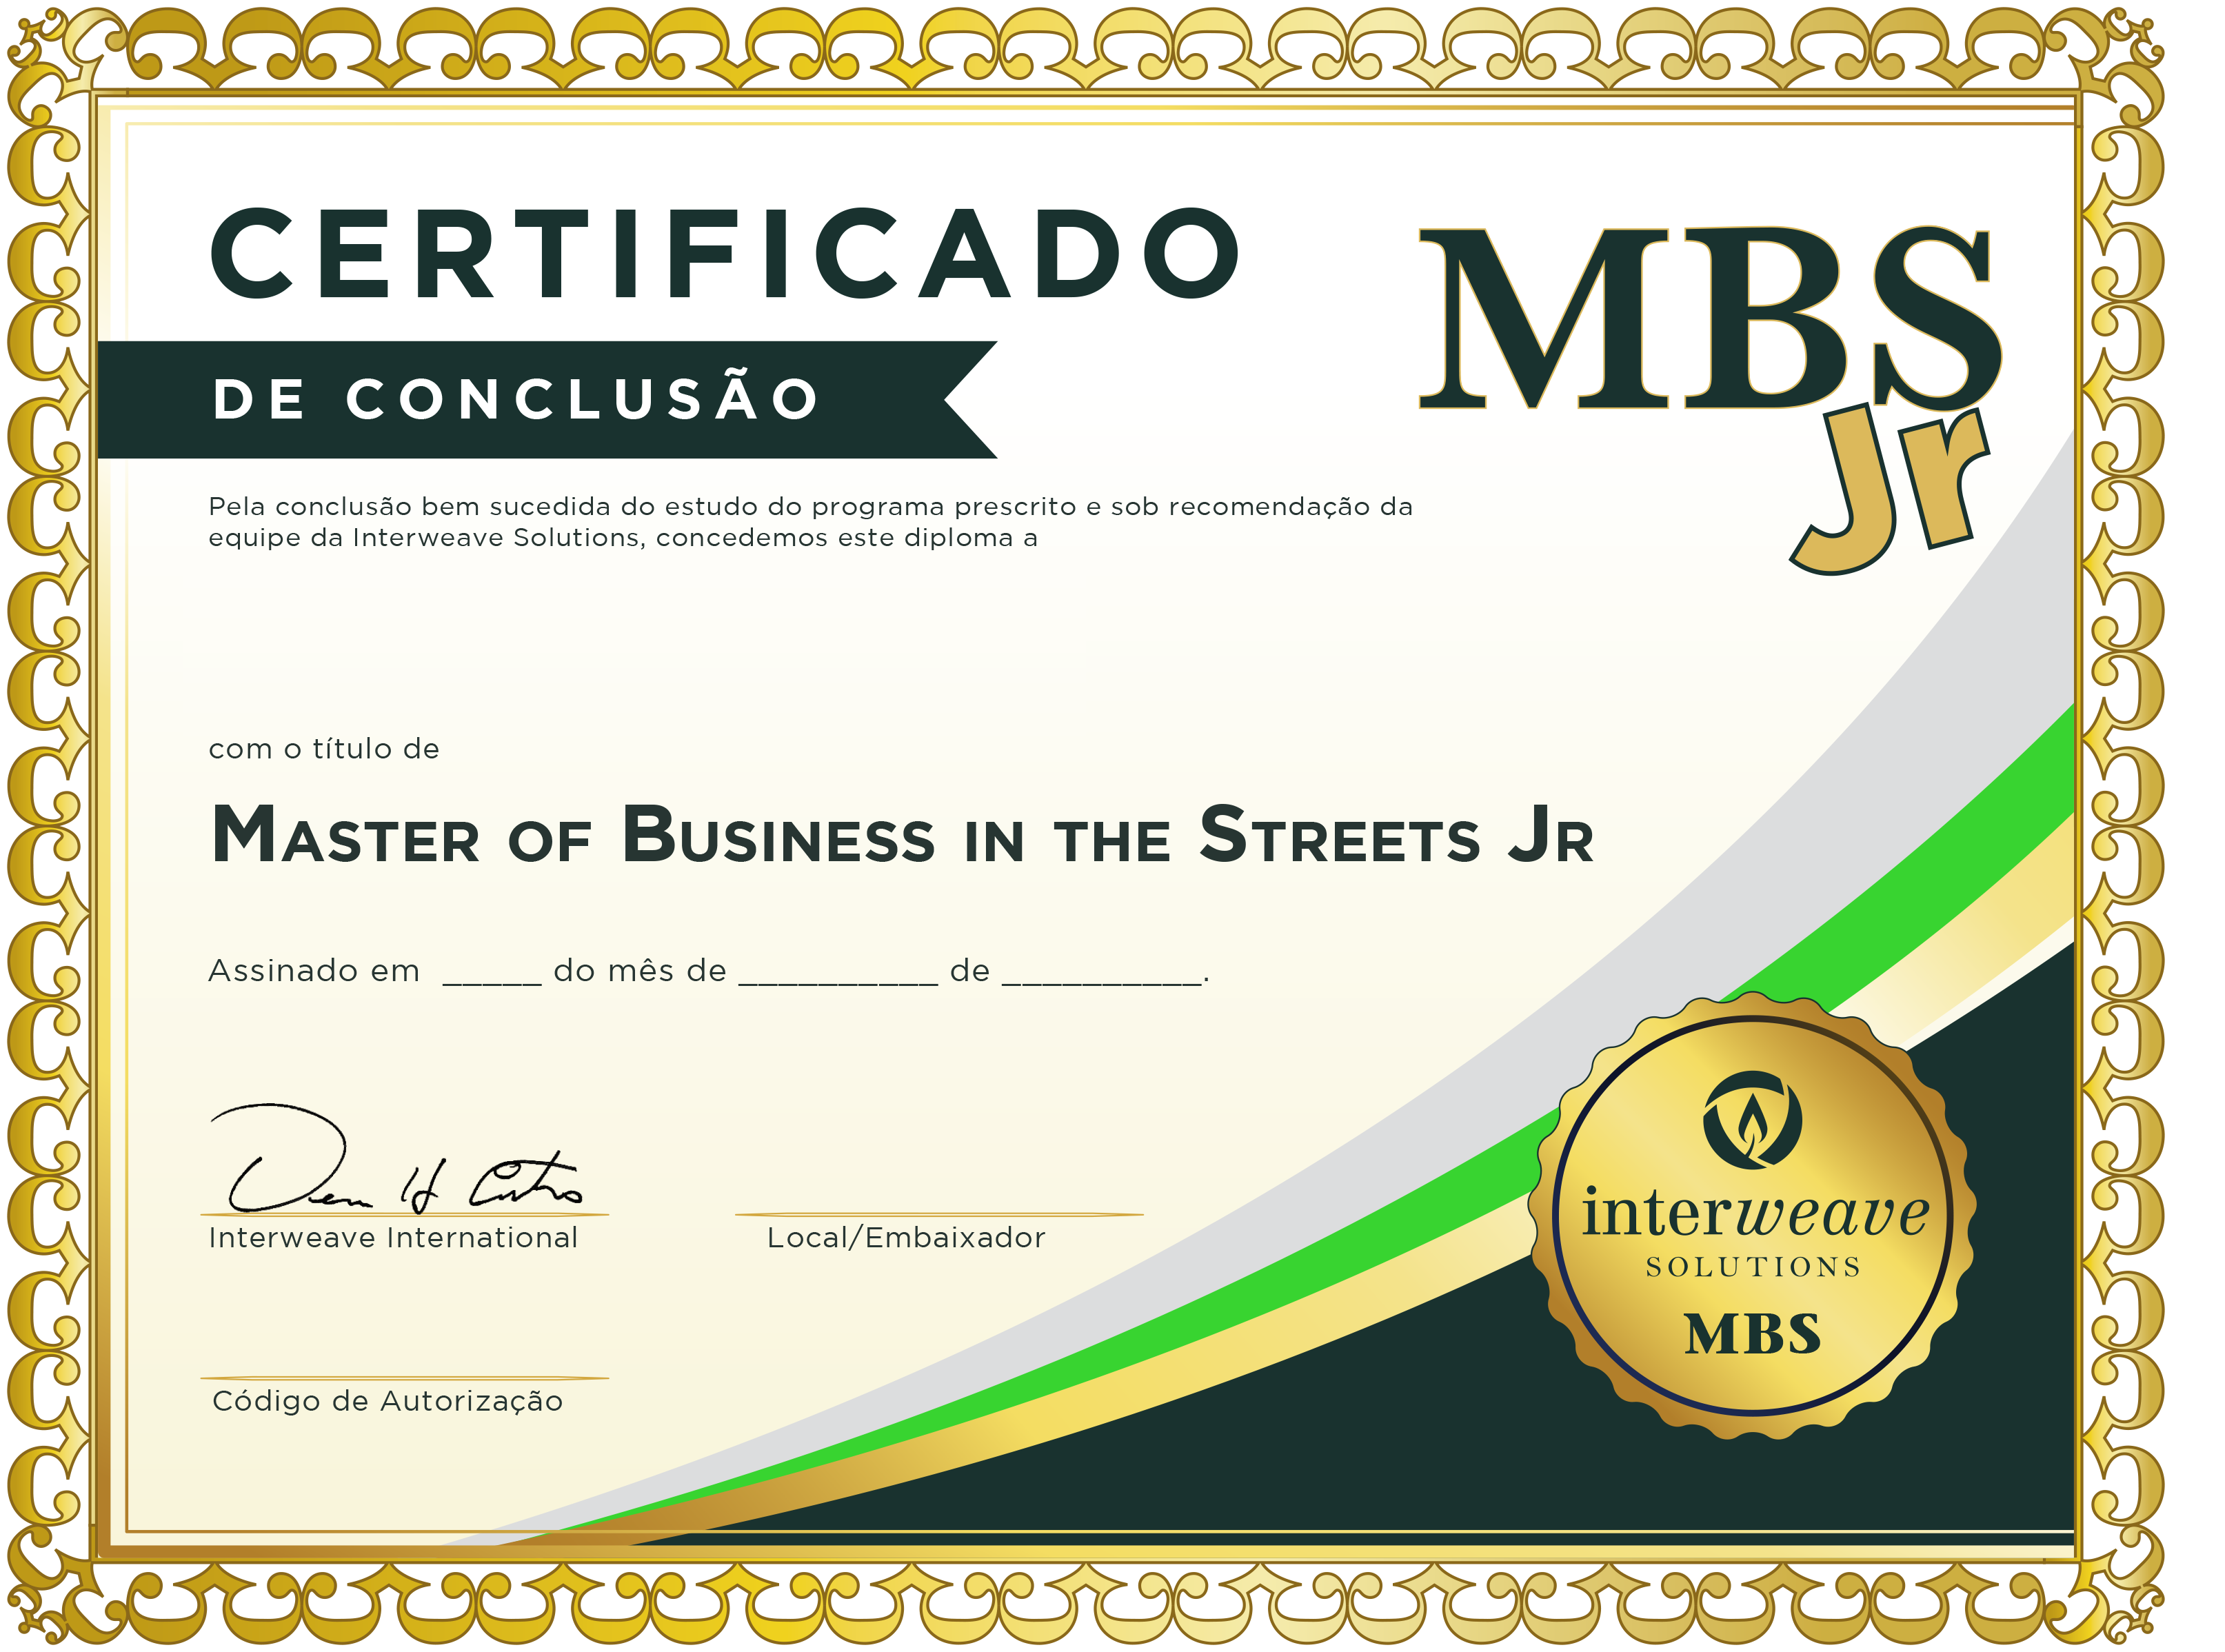 CERTIFICADO
DE CONCLUSÃO
MBS
Jr
Pela conclusão bem sucedida do estudo do programa prescrito e sob recomendação da
equipe da Interweave Solutions, concedemos este diploma a
com o título de
Master of Business in the Streets Jr
Assinado em _____ do mês de __________ de __________.
Interweave International
Local/Embaixador
Código de Autorização
interweave
SOLUTIONS
MBS